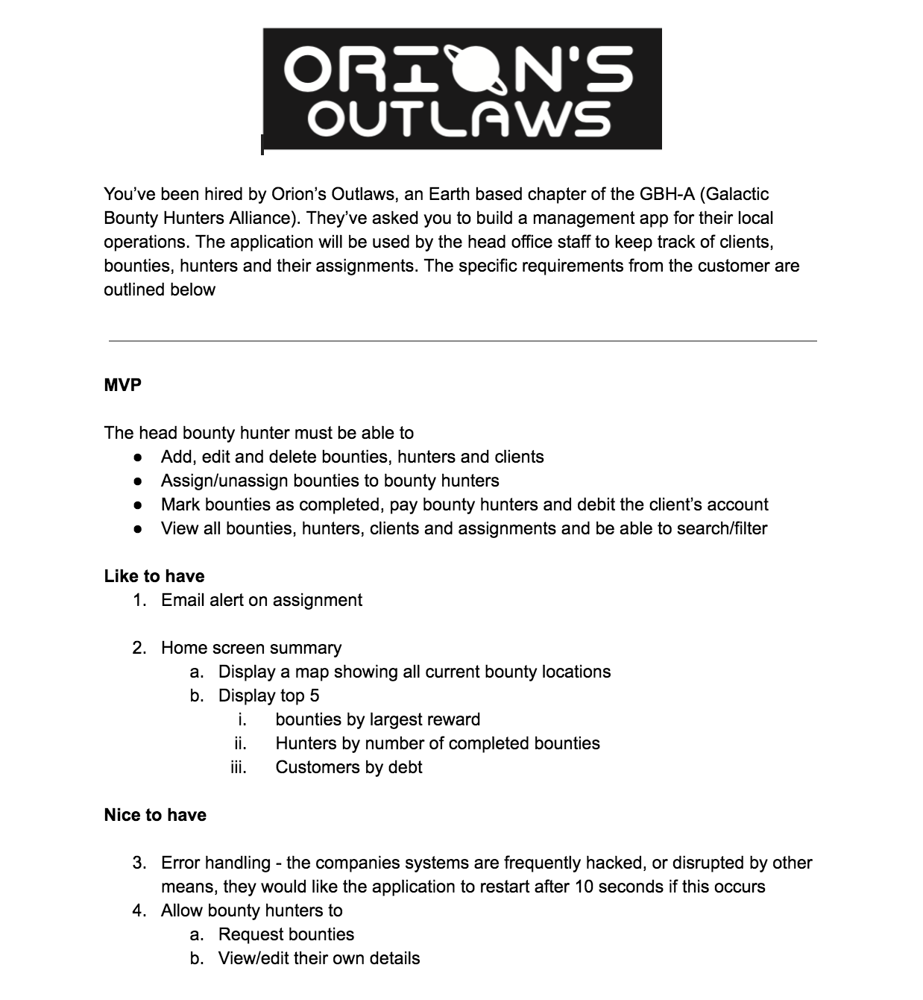 ORION'S
OUTLAWS
You’ve been hired by Orion’s Outlaws, an Earth based chapter of the GBH-A (Galactic
Bounty Hunters Alliance). They’ve asked you to build a management app for their local
operations. The application will be used by the head office staff to keep track of clients,
bounties, hunters and their assignments. The specific requirements from the customer are
outlined below
MVP
The head bounty hunter must be able to
● Add, edit and delete bounties, hunters and clients
● Assign/unassign bounties to bounty hunters
● Mark bounties as completed, pay bounty hunters and debit the client’s account
● View all bounties, hunters, clients and assignments and be able to search/filter
Like to have
1. Email alert on assignment
2. Home screen summary
a. Display a map showing all current bounty locations
b. Display top 5
i. bounties by largest reward
ii. Hunters by number of completed bounties
iii. Customers by debt
Nice to have
3. Error handling - the companies systems are frequently hacked, or disrupted by other
means, they would like the application to restart after 10 seconds if this occurs
4. Allow bounty hunters to
a. Request bounties
b. View/edit their own details